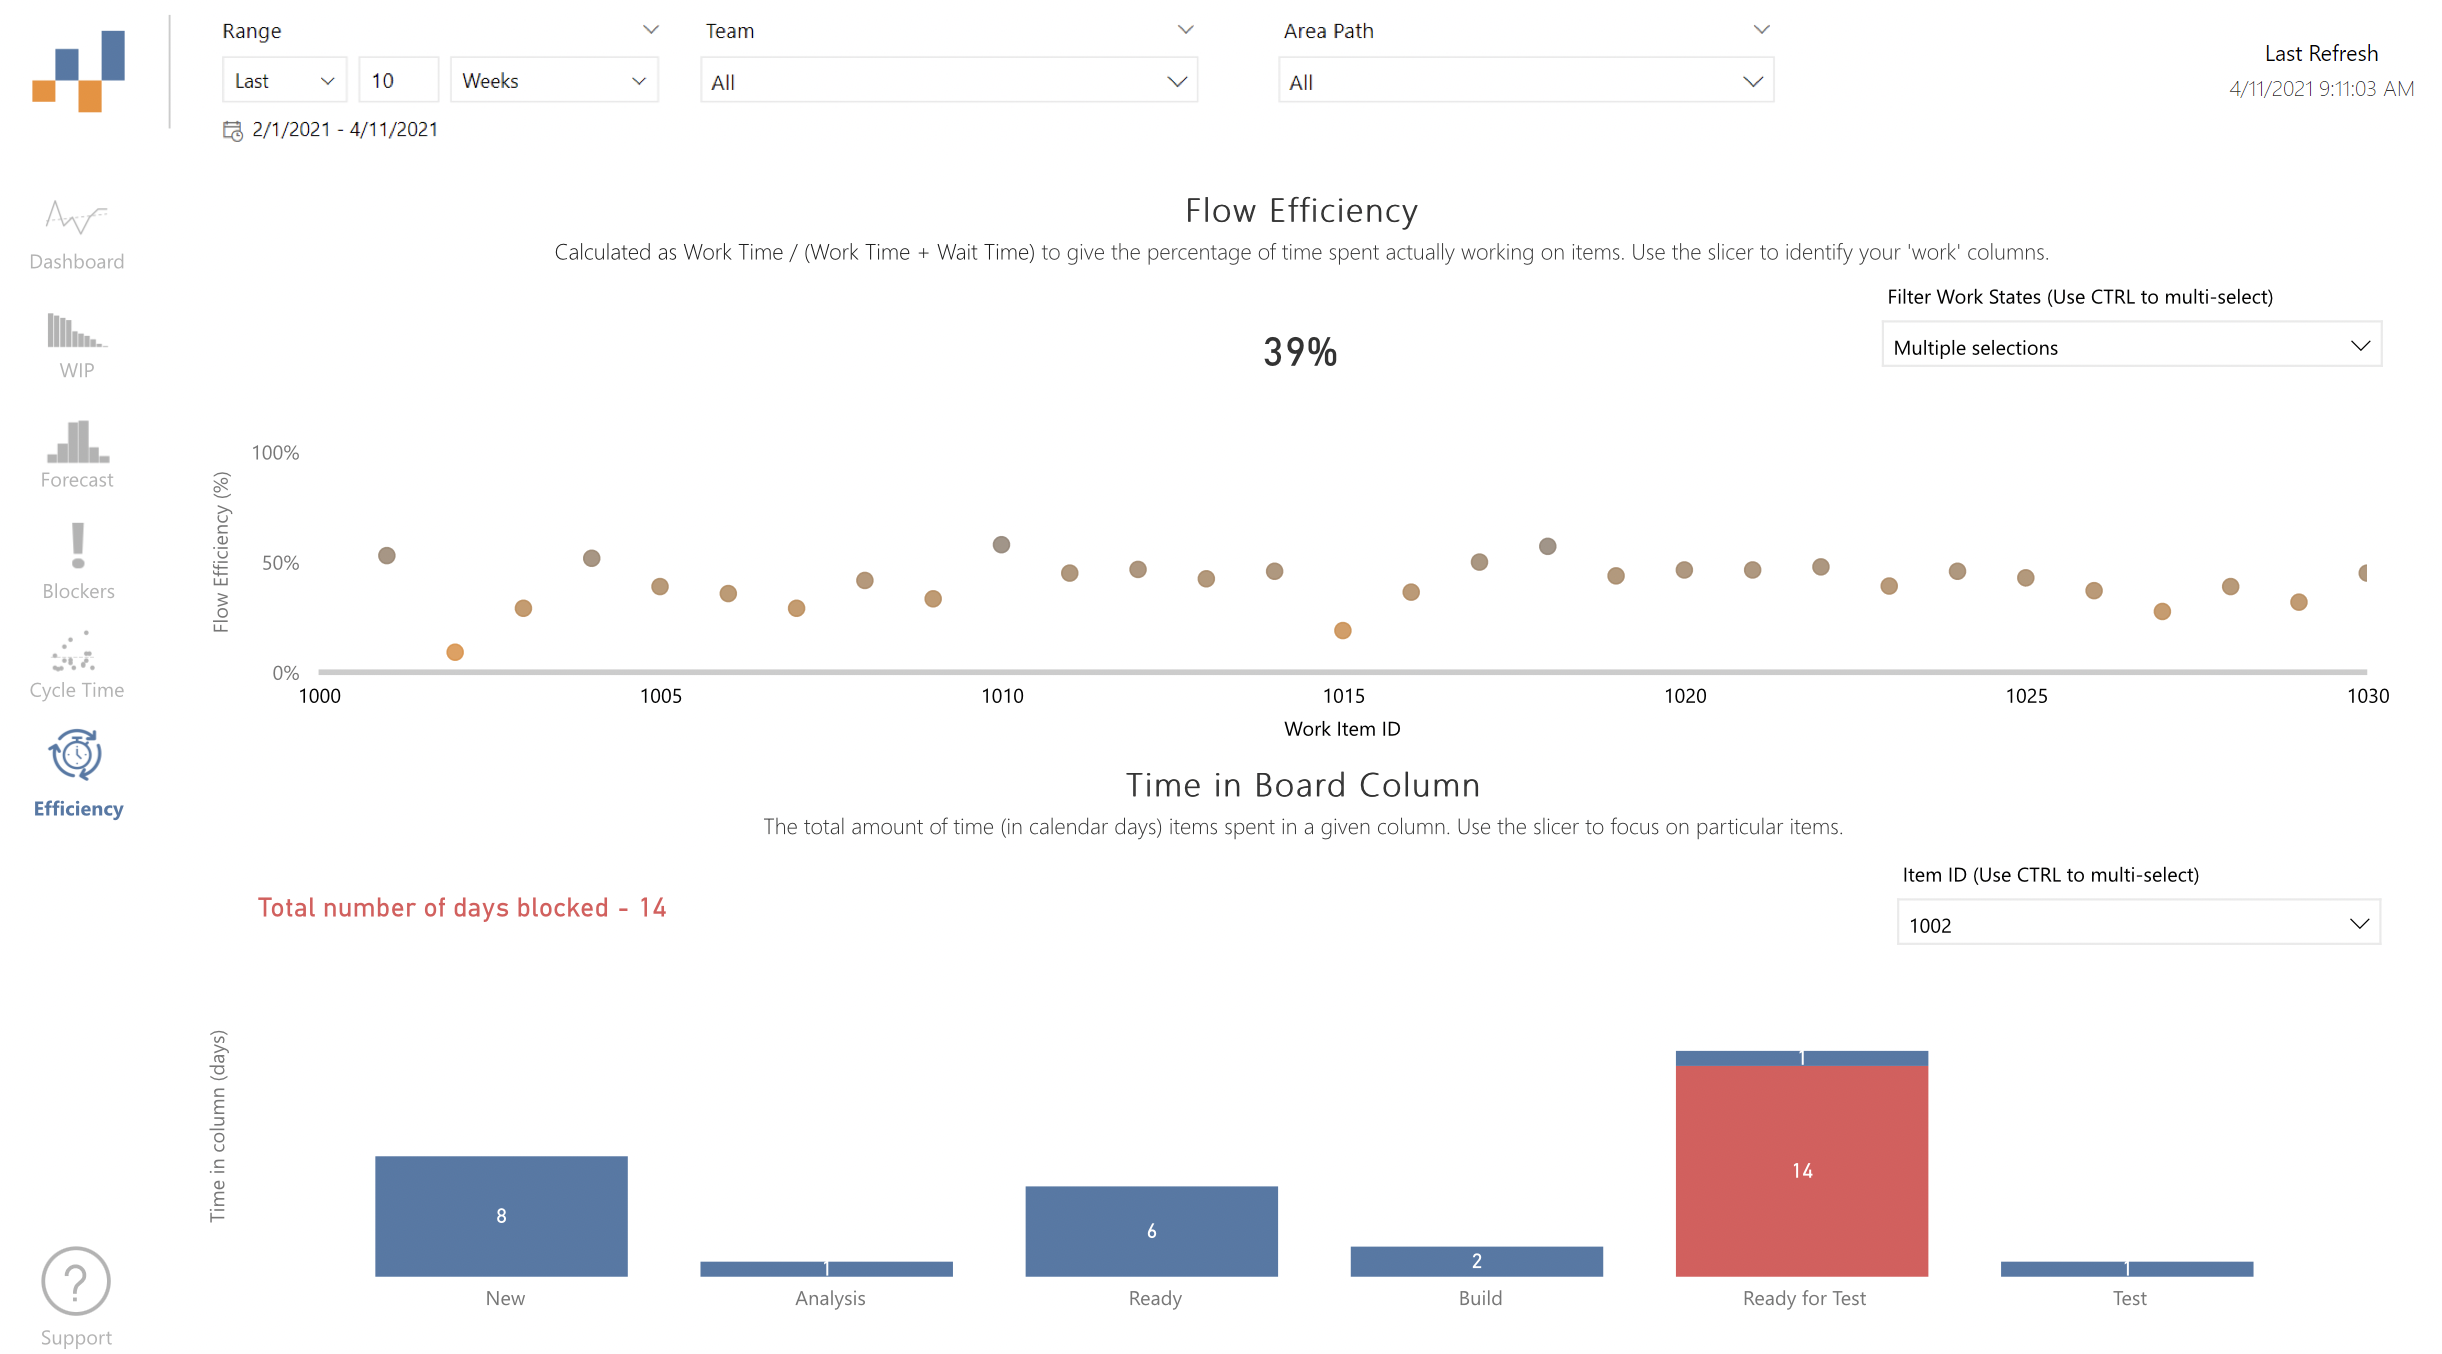 Range
Team
Area Path
Last Refresh
Last
10
Weeks
All
All
4/11/2021 9:11:03 AM
2/1/2021 - 4/11/2021
Dashboard
WIP
Forecast
Blockers
Cycle Time
Efficiency
Support
Flow Efficiency
Calculated as Work Time / (Work Time + Wait Time) to give the percentage of time spent actually working on items. Use the slicer to identify your 'work' columns.
Filter Work States (Use CTRL to multi-select)
Multiple selections
39%
Flow Efficiency (%)
100%
50%
0%
1000
1005
1010
1015
1020
1025
1030
Work Item ID
Time in Board Column
The total amount of time (in calendar days) items spent in a given column. Use the slicer to focus on particular items.
Item ID (Use CTRL to multi-select)
1002
Total number of days blocked - 14
Time in column (days)
8
1
6
2
1
14
1
New
Analysis
Ready
Build
Ready for Test
Test